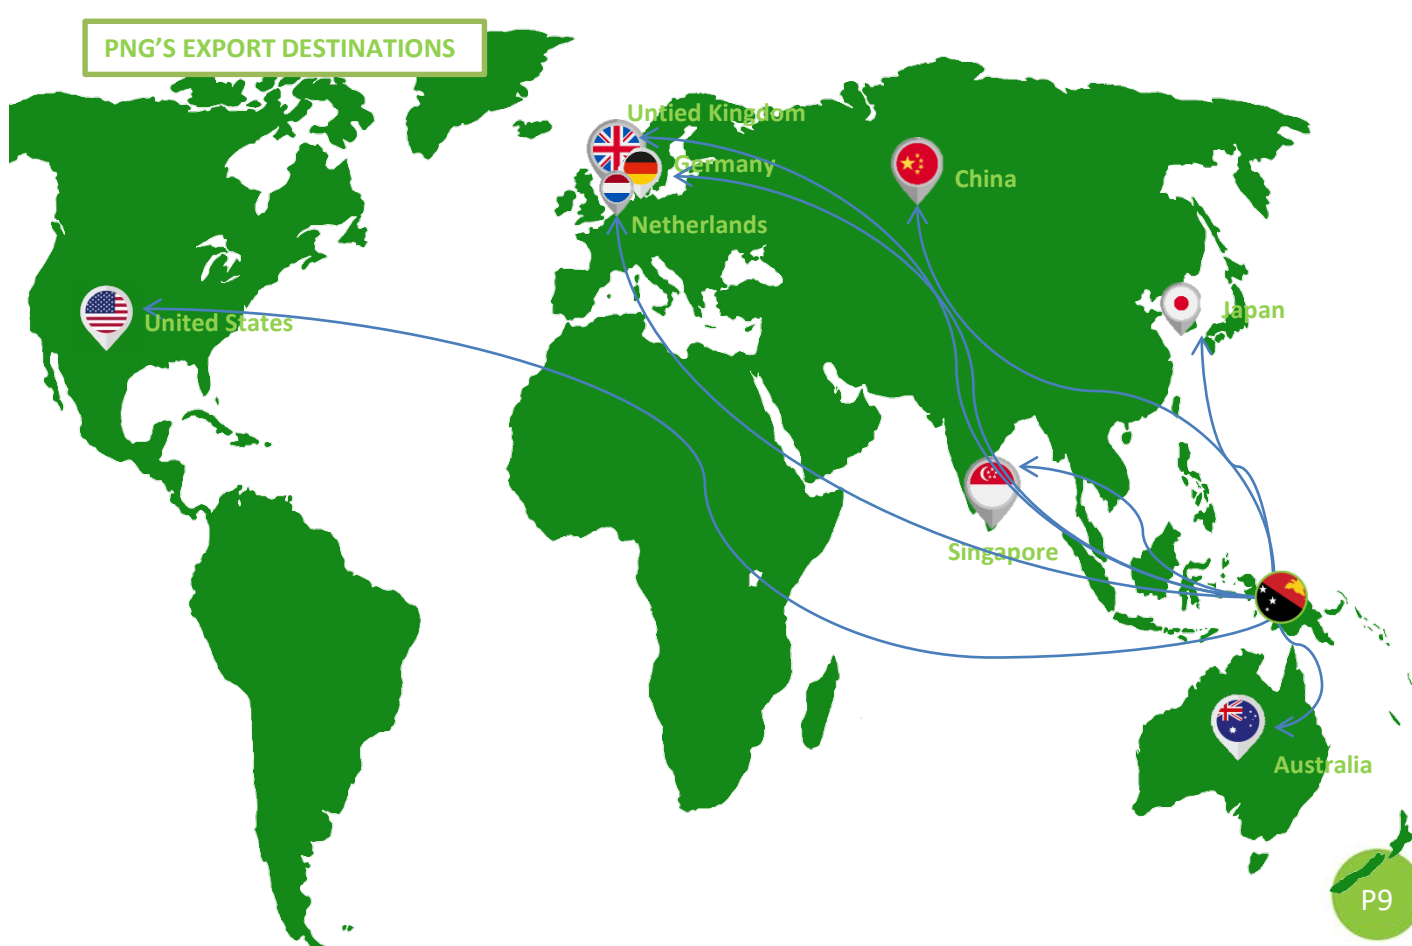 PNG'S EXPORT DESTINATIONS
Untied Kingdom
Germany
China
Netherlands
United States
Japan
Singapore
Australia
P9